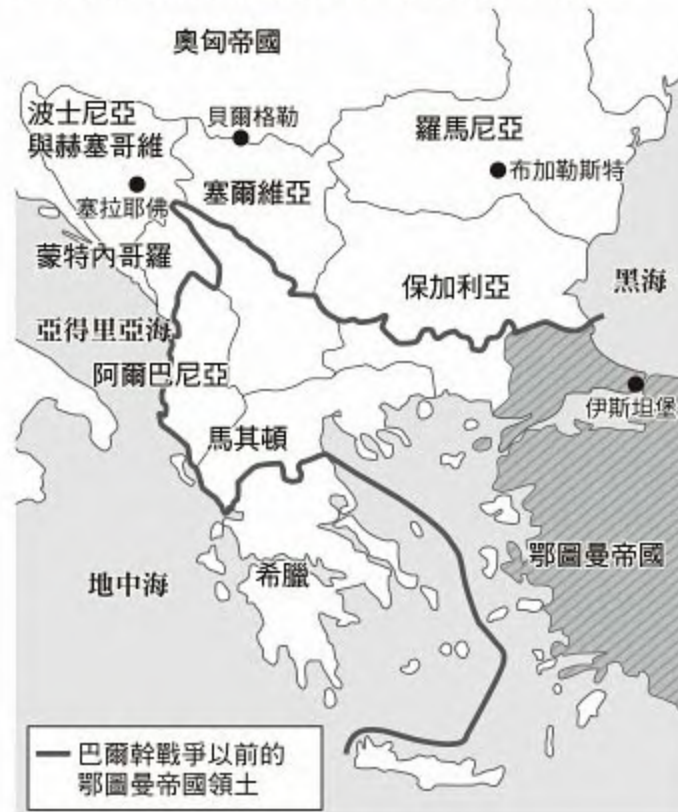 奧匈帝國
波士尼亞
與赫塞哥維
貝爾格勒
羅馬尼亞
布加勒斯特
塞拉耶佛
塞爾維亞
蒙特內哥羅
保加利亞
黑海
亞得里亞海
阿爾巴尼亞
伊斯坦堡
馬其頓
鄂圖曼帝國
希臘
地中海
巴爾幹戰爭以前的
鄂圖曼帝國領土